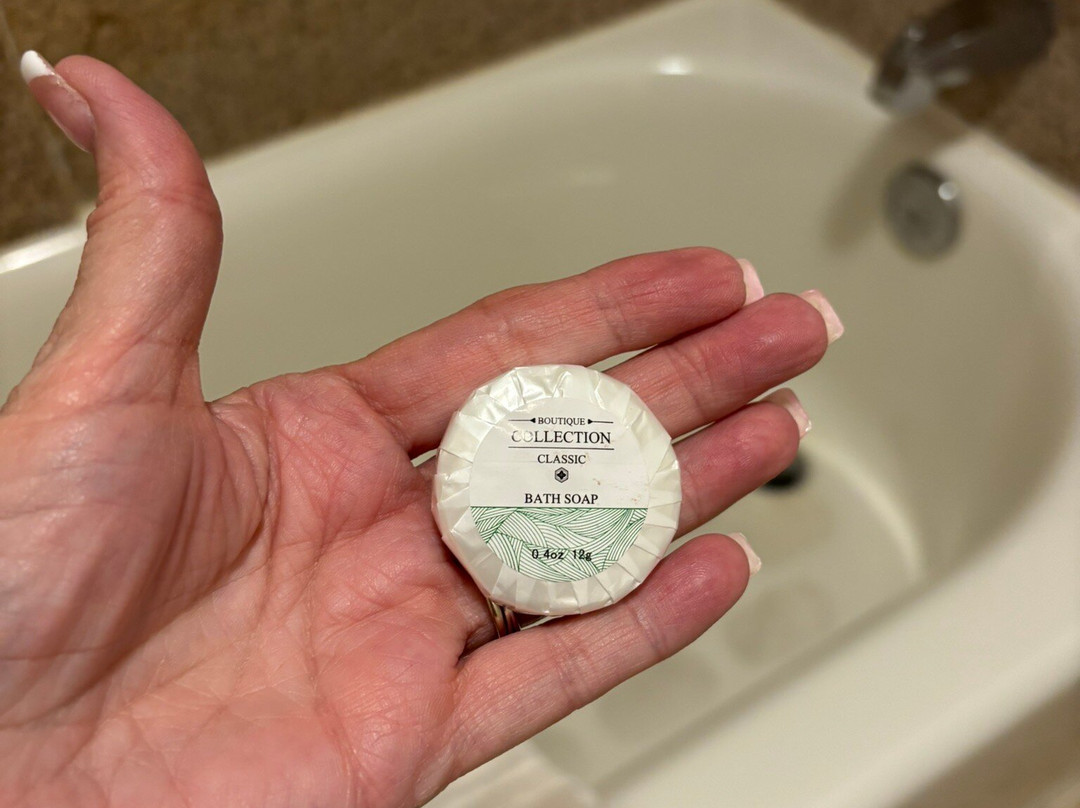 BOUTIQUE
COLLECTION
CLASSIC
BATH SOAP
0.4oz 12g